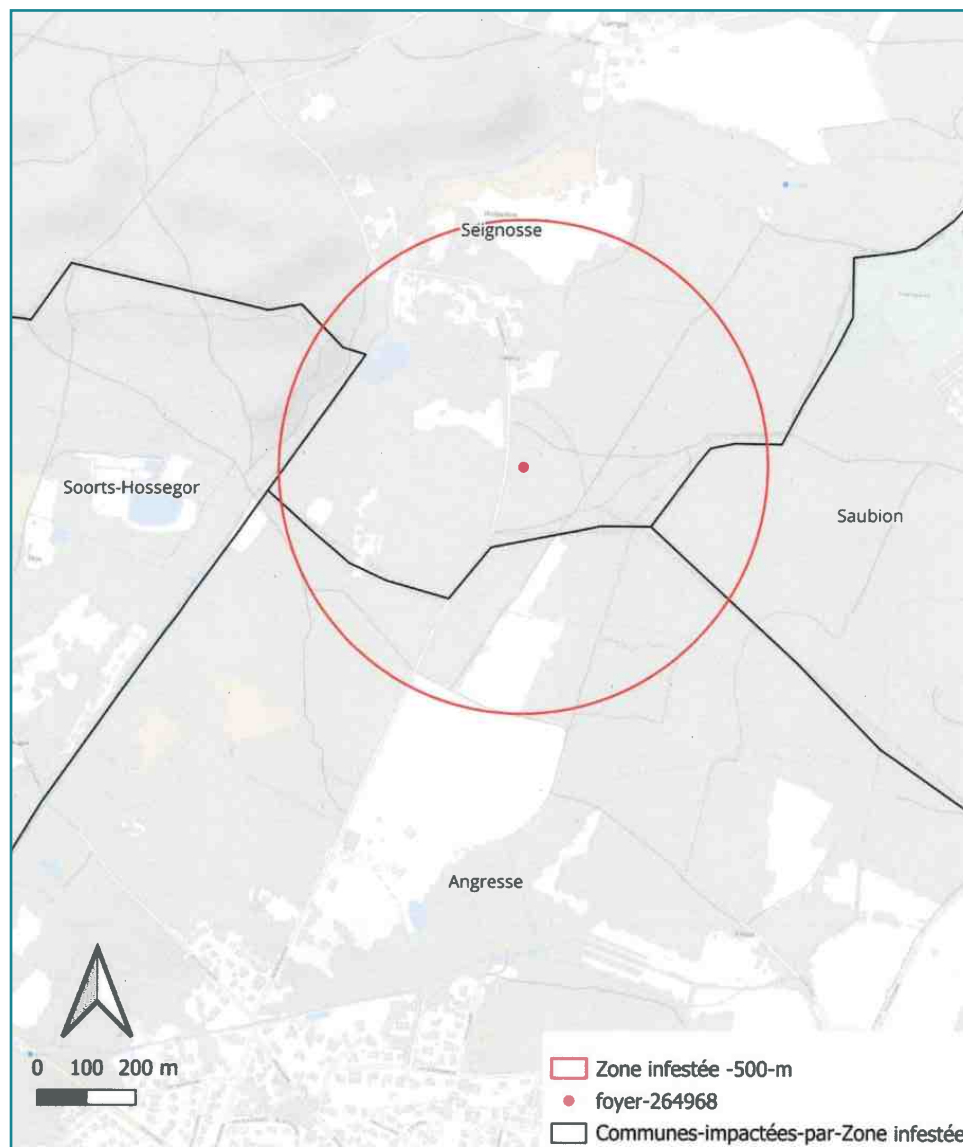 Seignosse
Soorts-Hossegor
Saubion
Angresse
0 100 200 m
Zone infestée -500-m
foyer-264968
Communes-impactées-par-Zone infestée